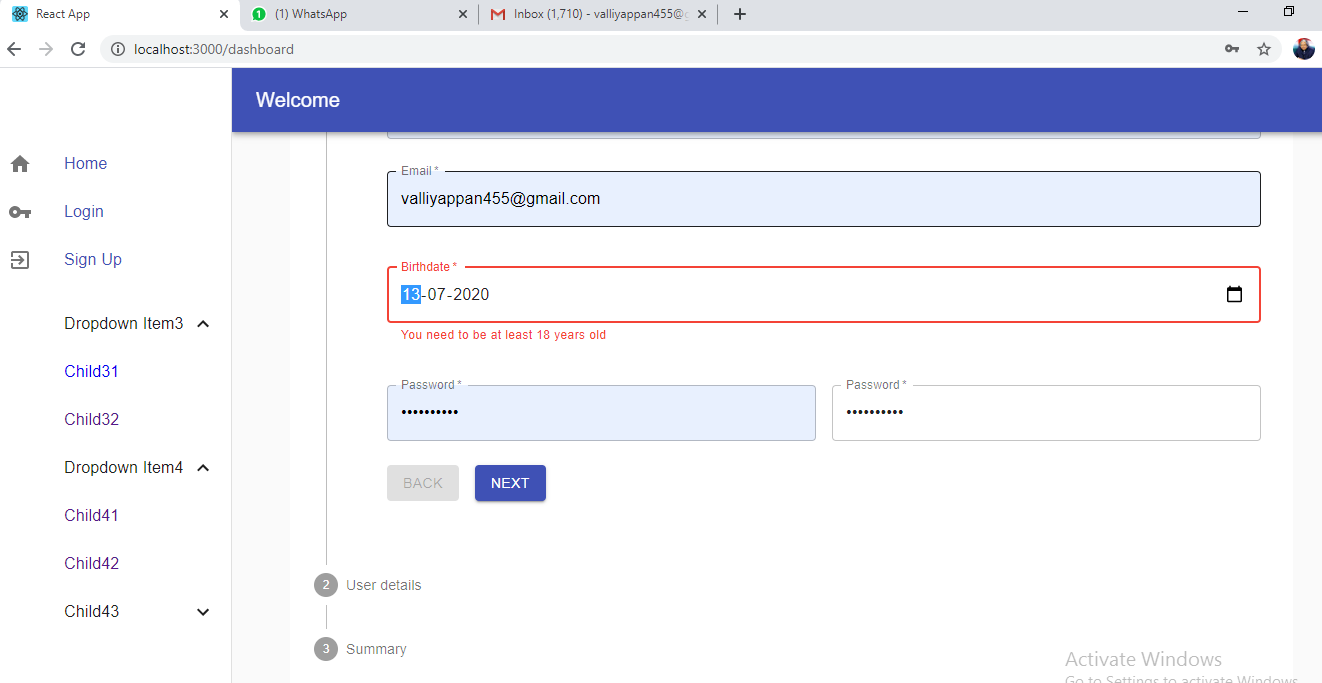 React App
(1) WhatsApp
Inbox (1,710) - valliyappan455@g
localhost:3000/dashboard
Welcome
Home
Login
Sign Up
Dropdown Item3
Child31
Child32
Dropdown Item4
Child41
Child42
Child43
Email *
valliyappan455@gmail.com
Birthdate *
13-07-2020
You need to be at least 18 years old
Password *
••••••••••
Password *
••••••••••
BACK
NEXT
2 User details
3 Summary
Activate Windows
Go to Settings to activate Windows.